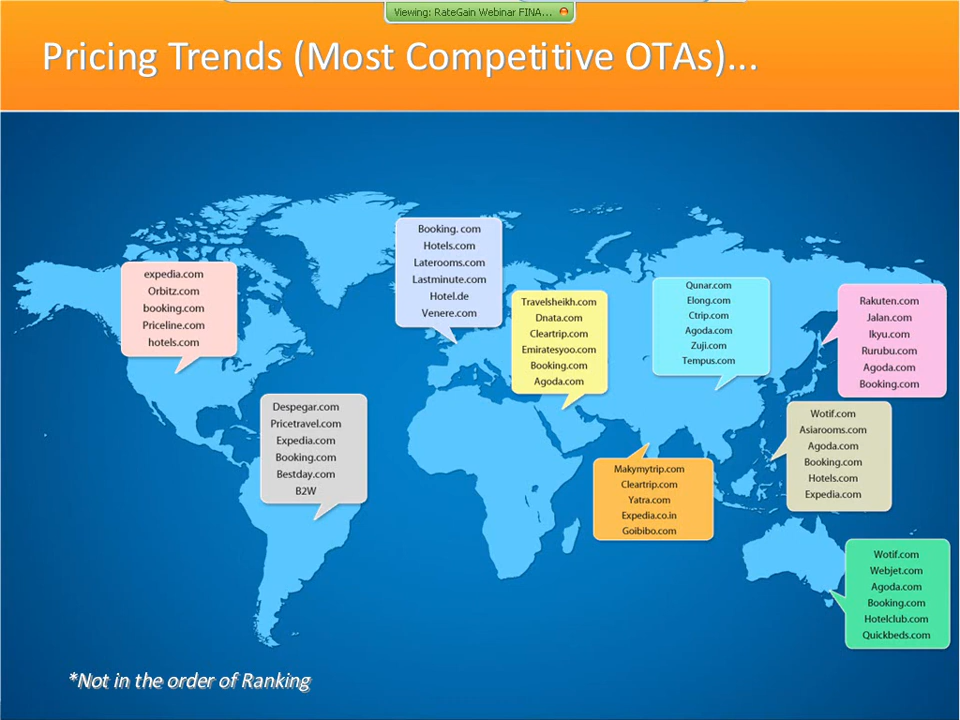 Viewing: RateGain Webinar FINA...
Pricing Trends (Most Competitive OTAs)...
expedia.com
Orbitz.com
booking.com
Priceline.com
hotels.com
Booking. com
Hotels.com
Laterooms.com
Lastminute.com
Hotel.de
Venere.com
Travelsheikh.com
Dnata.com
Cleartrip.com
Emiratesyoo.com
Booking.com
Agoda.com
Qunar.com
Elong.com
Ctrip.com
Agoda.com
Zuji.com
Tempus.com
Rakuten.com
Jalan.com
Ikyu.com
Rurubu.com
Agoda.com
Booking.com
Despegar.com
Pricetravel.com
Expedia.com
Booking.com
Bestday.com
B2W
Makymytrip.com
Cleartrip.com
Yatra.com
Expedia.co.in
Goibibo.com
Wotif.com
Asiarooms.com
Agoda.com
Booking.com
Hotels.com
Expedia.com
Wotif.com
Webjet.com
Agoda.com
Booking.com
Hotelclub.com
Quickbeds.com
*Not in the order of Ranking